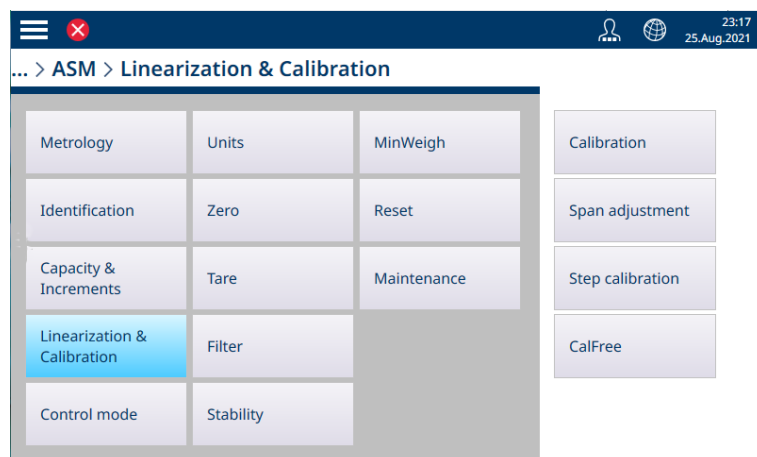 23:17
25.Aug.2021
... > ASM > Linearization & Calibration
Metrology
Units
MinWeigh
Calibration
Identification
Zero
Reset
Span adjustment
Capacity &
Increments
Tare
Maintenance
Step calibration
Linearization &
Calibration
Filter
CalFree
Control mode
Stability